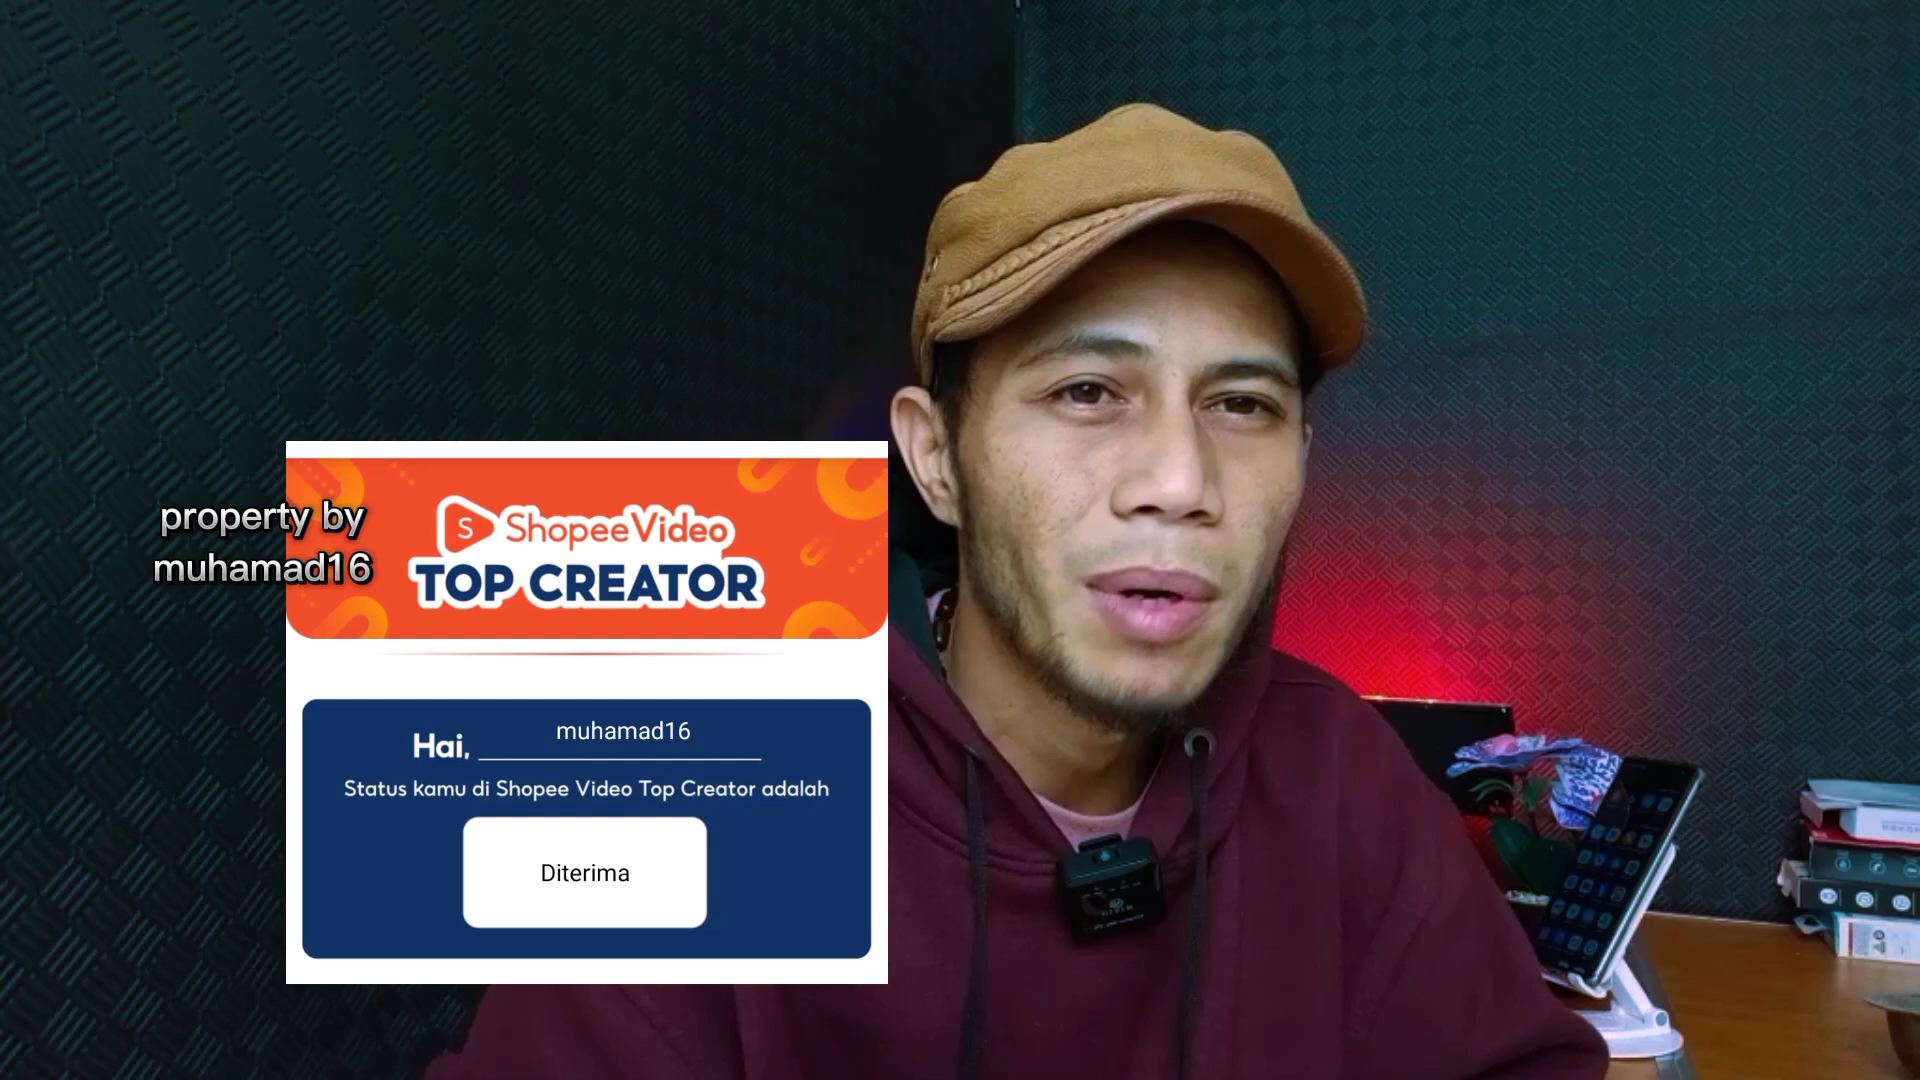 property by
muhamad16
S ShopeeVideo
TOP CREATOR
Hai, muhamad16
Status kamu di Shopee Video Top Creator adalah
Diterima